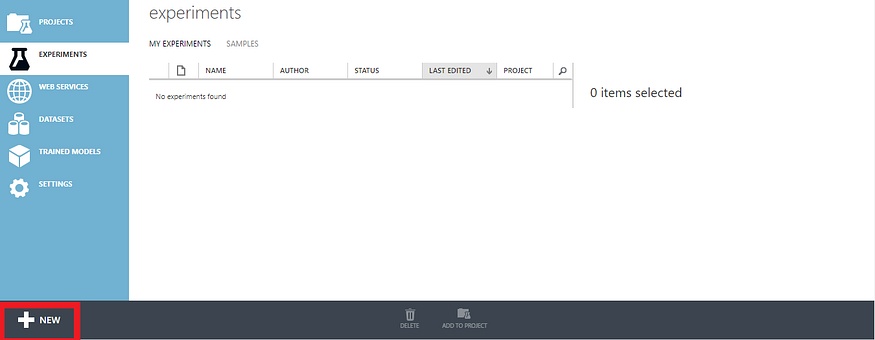 PROJECTS
EXPERIMENTS
WEB SERVICES
DATASETS
TRAINED MODELS
SETTINGS
experiments
MY EXPERIMENTS SAMPLES
NAME AUTHOR STATUS LAST EDITED PROJECT
No experiments found
0 items selected
NEW
DELETE ADD TO PROJECT